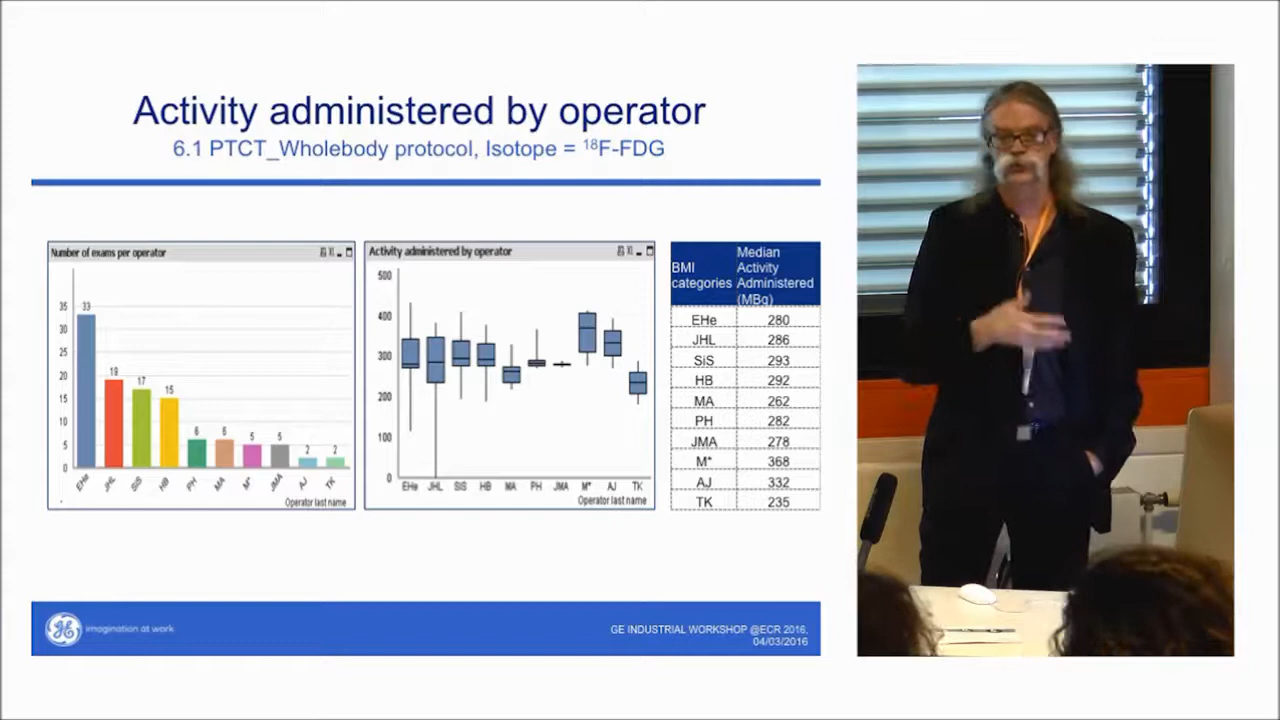 Activity administered by operator
6.1 PTCT_Wholebody protocol, Isotope = 18F-FDG
Number of exams per operator
35
30
25
20
15
10
5
0
33
19
17
15
6
6
5
5
2
2
EHe
JHL
SiS
HB
PH
MA
M*
JMA
AJ
TK
Operator last name
Activity administered by operator
500
400
300
200
100
0
EHe JHL SiS HB MA PH JMA M* AJ TK
Operator last name
BMI categories Median Activity Administered (MBq)
EHe 280
JHL 286
SiS 293
HB 292
MA 262
PH 282
JMA 278
M* 368
AJ 332
TK 235
GE imagination at work
GE INDUSTRIAL WORKSHOP @ECR 2016,
04/03/2016